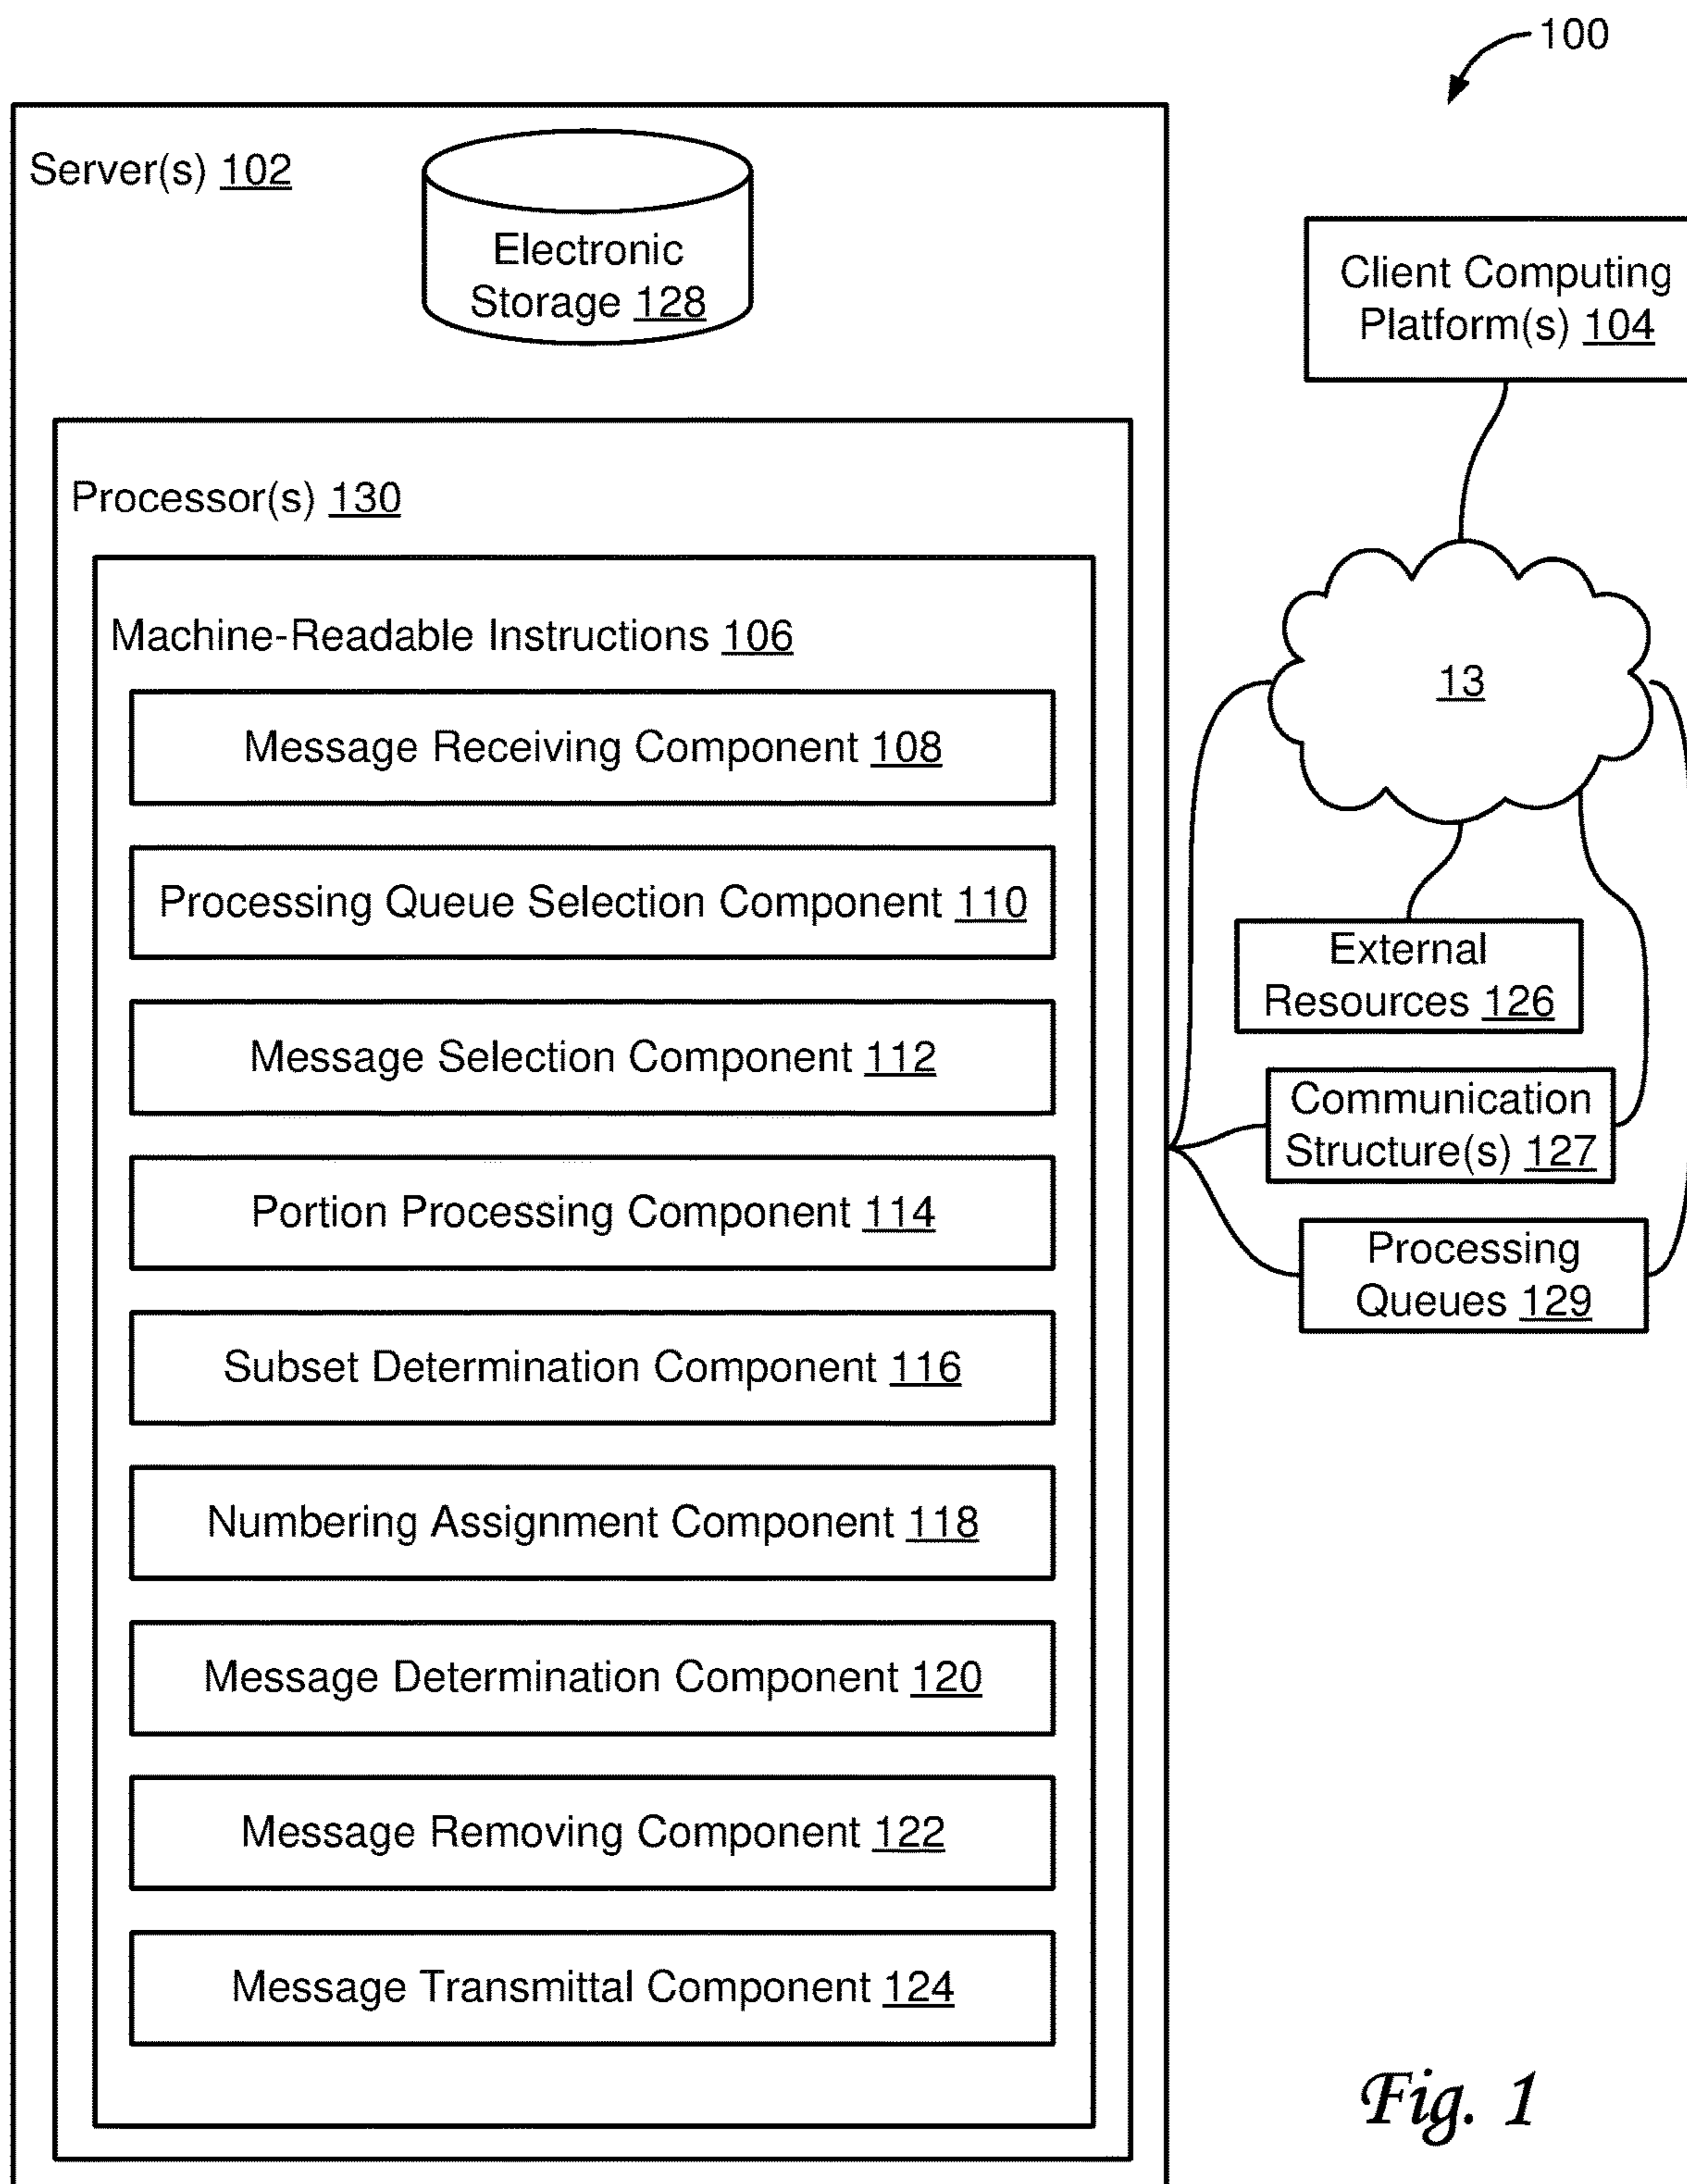 100
Server(s) 102
Electronic
Storage 128
Client Computing
Platform(s) 104
Processor(s) 130
Machine-Readable Instructions 106
13
Message Receiving Component 108
Processing Queue Selection Component 110
External
Resources 126
Message Selection Component 112
Communication
Structure(s) 127
Portion Processing Component 114
Processing
Queues 129
Subset Determination Component 116
Numbering Assignment Component 118
Message Determination Component 120
Message Removing Component 122
Message Transmittal Component 124
Fig. 1